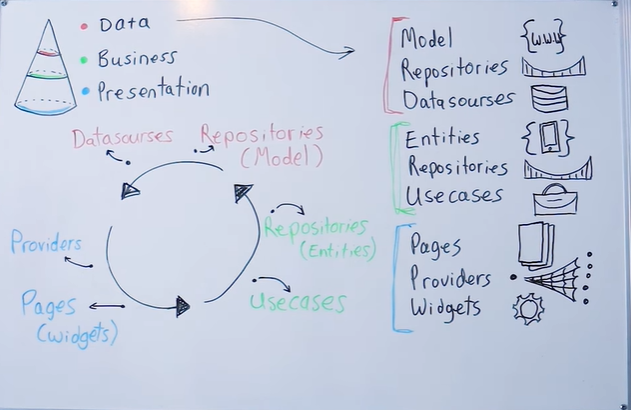 Data
Business
Presentation
Datasourses
Repositories
(Model)
Repositories
(Entities)
Usecases
Providers
Pages
(widgets)
Model
{w.w.w}
Repositories
Datasourses
Entities
Repositories
Usecases
Pages
Providers
Widgets